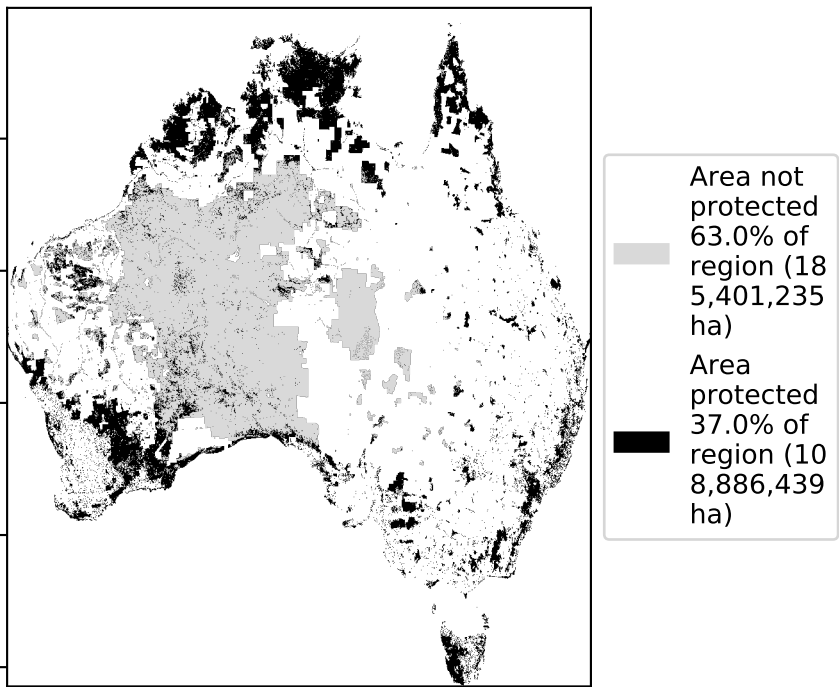 Area not
protected
63.0% of
region (18
5,401,235
ha)
Area
protected
37.0% of
region (10
8,886,439
ha)